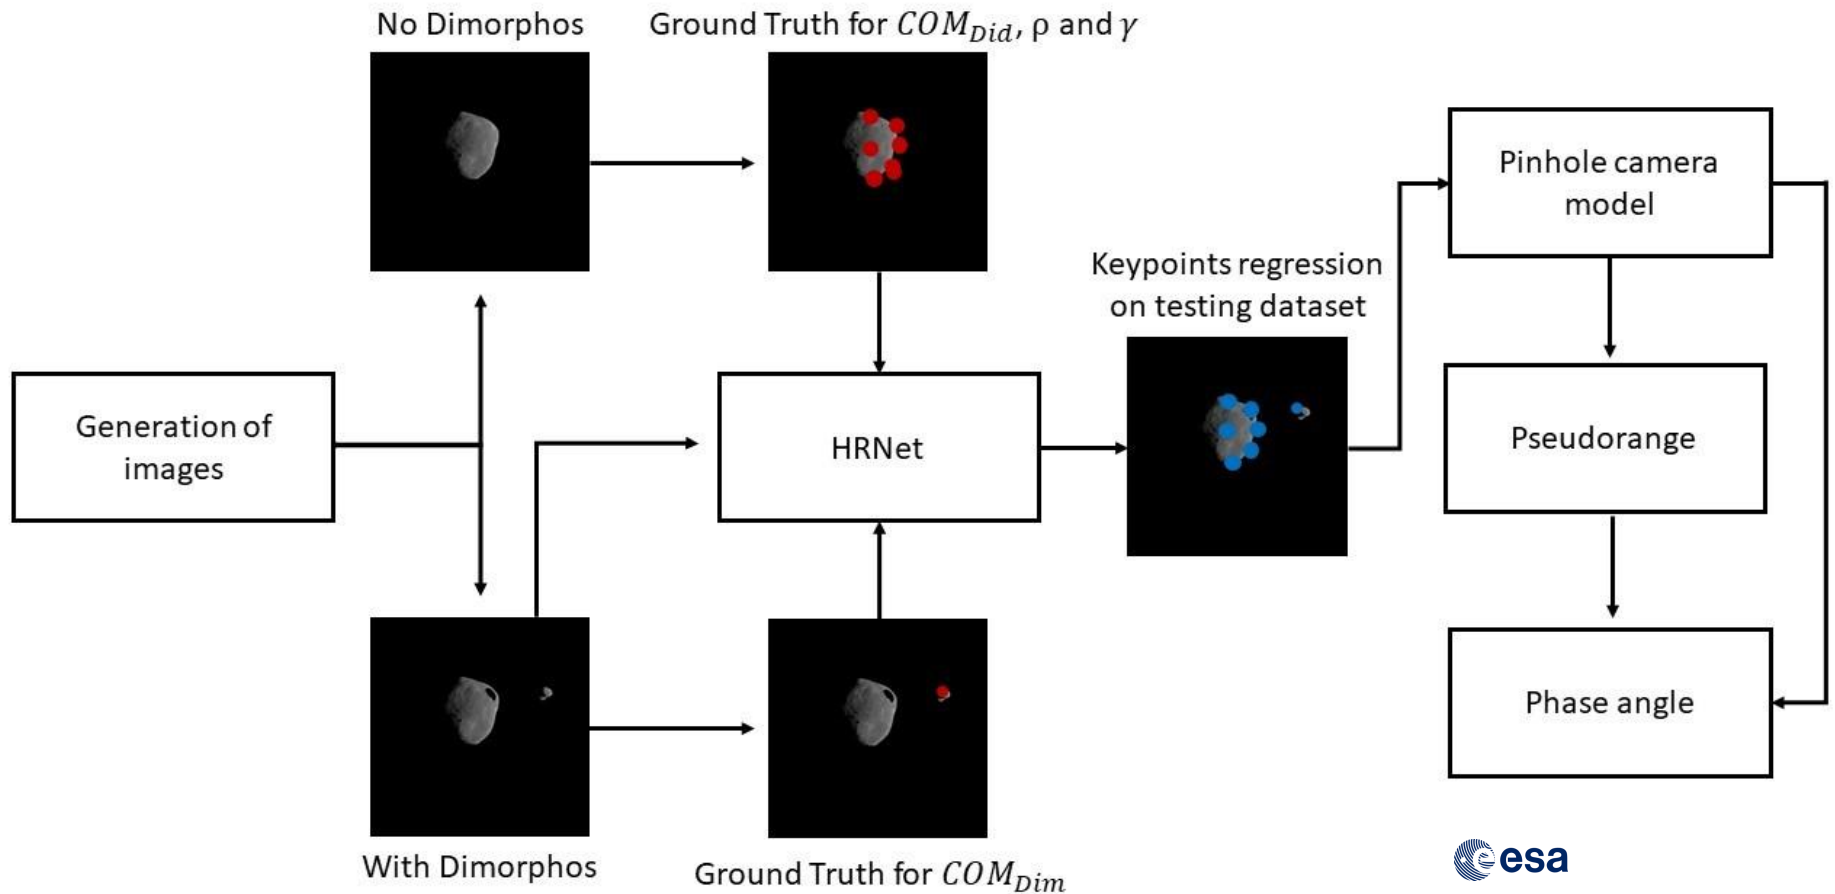 No Dimorphos
Ground Truth for COM_Did, ρ and γ
Generation of
images
HRNet
Keypoints regression
on testing dataset
Pinhole camera
model
Pseudorange
Phase angle
With Dimorphos
Ground Truth for COM_Dim
esa